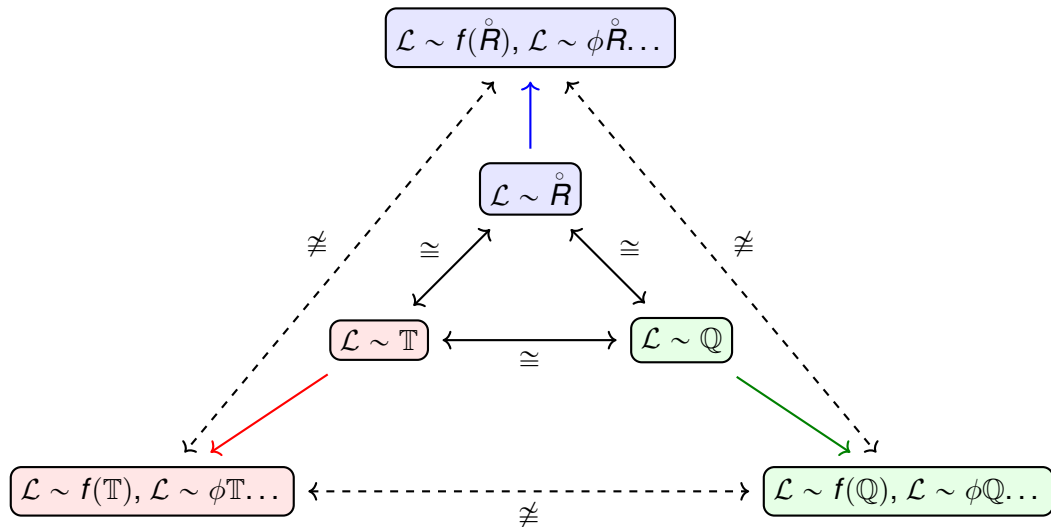 ℒ ∼ f(R̊), ℒ ∼ ϕR̊...
ℒ ∼ R̊
≇ ≅ ≅ ≇
ℒ ∼ 𝕋 ℒ ∼ ℚ
≅
ℒ ∼ f(𝕋), ℒ ∼ ϕ𝕋... ℒ ∼ f(ℚ), ℒ ∼ ϕℚ...
≇